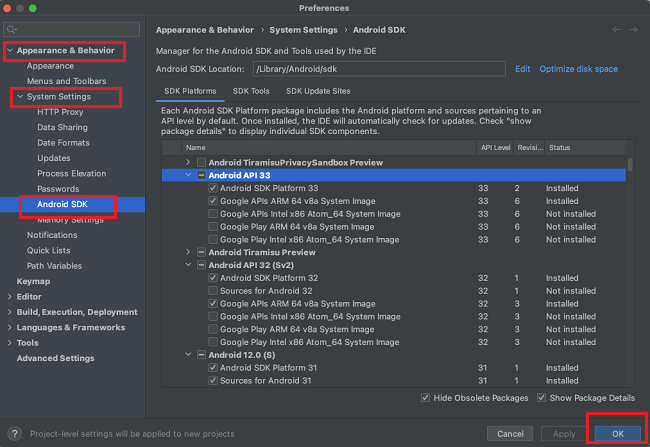 Preferences
Appearance & Behavior
Appearance
Menus and Toolbars
System Settings
HTTP Proxy
Data Sharing
Date Formats
Updates
Process Elevation
Passwords
Android SDK
Memory Settings
Notifications
Quick Lists
Path Variables
Keymap
Editor
Build, Execution, Deployment
Languages & Frameworks
Tools
Advanced Settings
Appearance & Behavior › System Settings › Android SDK
Manager for the Android SDK and Tools used by the IDE
Android SDK Location: /Library/Android/sdk Edit Optimize disk space
SDK Platforms SDK Tools SDK Update Sites
Each Android SDK Platform package includes the Android platform and sources pertaining to an
API level by default. Once installed, the IDE will automatically check for updates. Check "show
package details" to display individual SDK components.
Name API Level Revisi... Status
Android TiramisuPrivacySandbox Preview
Android API 33
Android SDK Platform 33 33 2 Installed
Google APIs ARM 64 v8a System Image 33 6 Installed
Google APIs Intel x86 Atom_64 System Image 33 6 Not installed
Google Play ARM 64 v8a System Image 33 6 Not installed
Google Play Intel x86 Atom_64 System Image 33 6 Not installed
Android Tiramisu Preview
Android API 32 (Sv2)
Android SDK Platform 32 32 1 Installed
Sources for Android 32 32 1 Not installed
Google APIs ARM 64 v8a System Image 32 3 Installed
Google APIs Intel x86 Atom_64 System Image 32 3 Not installed
Google Play ARM 64 v8a System Image 32 3 Not installed
Google Play Intel x86 Atom_64 System Image 32 3 Not installed
Android 12.0 (S)
Android SDK Platform 31 31 1 Installed
Sources for Android 31 31 1 Installed
Hide Obsolete Packages Show Package Details
? Project-level settings will be applied to new projects
Cancel Apply OK